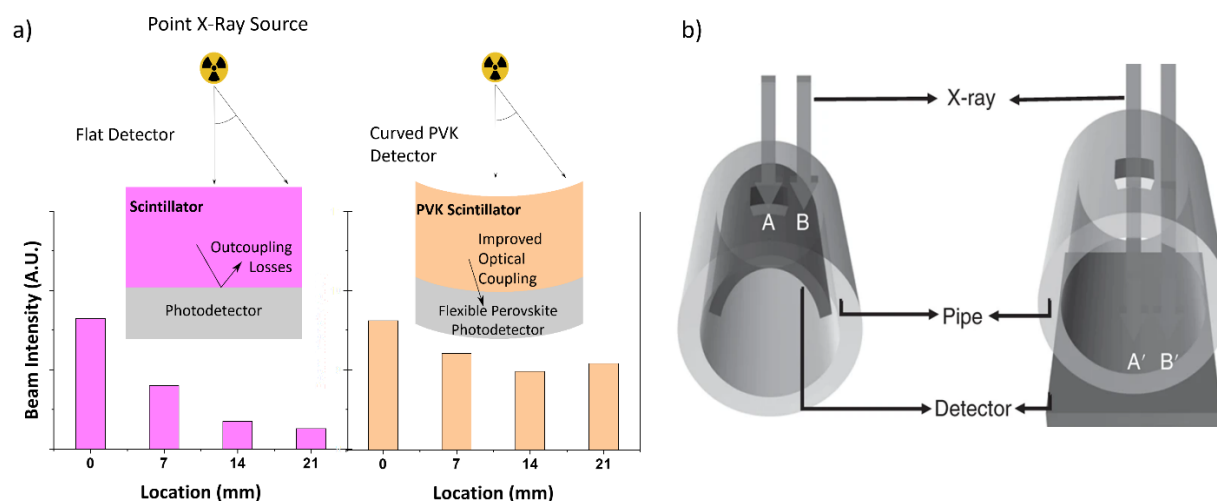 a)
Point X-Ray Source
Flat Detector
Scintillator
Outcoupling
Losses
Photodetector
Curved PVK
Detector
PVK Scintillator
Improved
Optical
Coupling
Flexible Perovskite
Photodetector
Beam Intensity (A.U.)
0 7 14 21
Location (mm)
0 7 14 21
Location (mm)
b)
X-ray
A B
Pipe
A′ B′
Detector